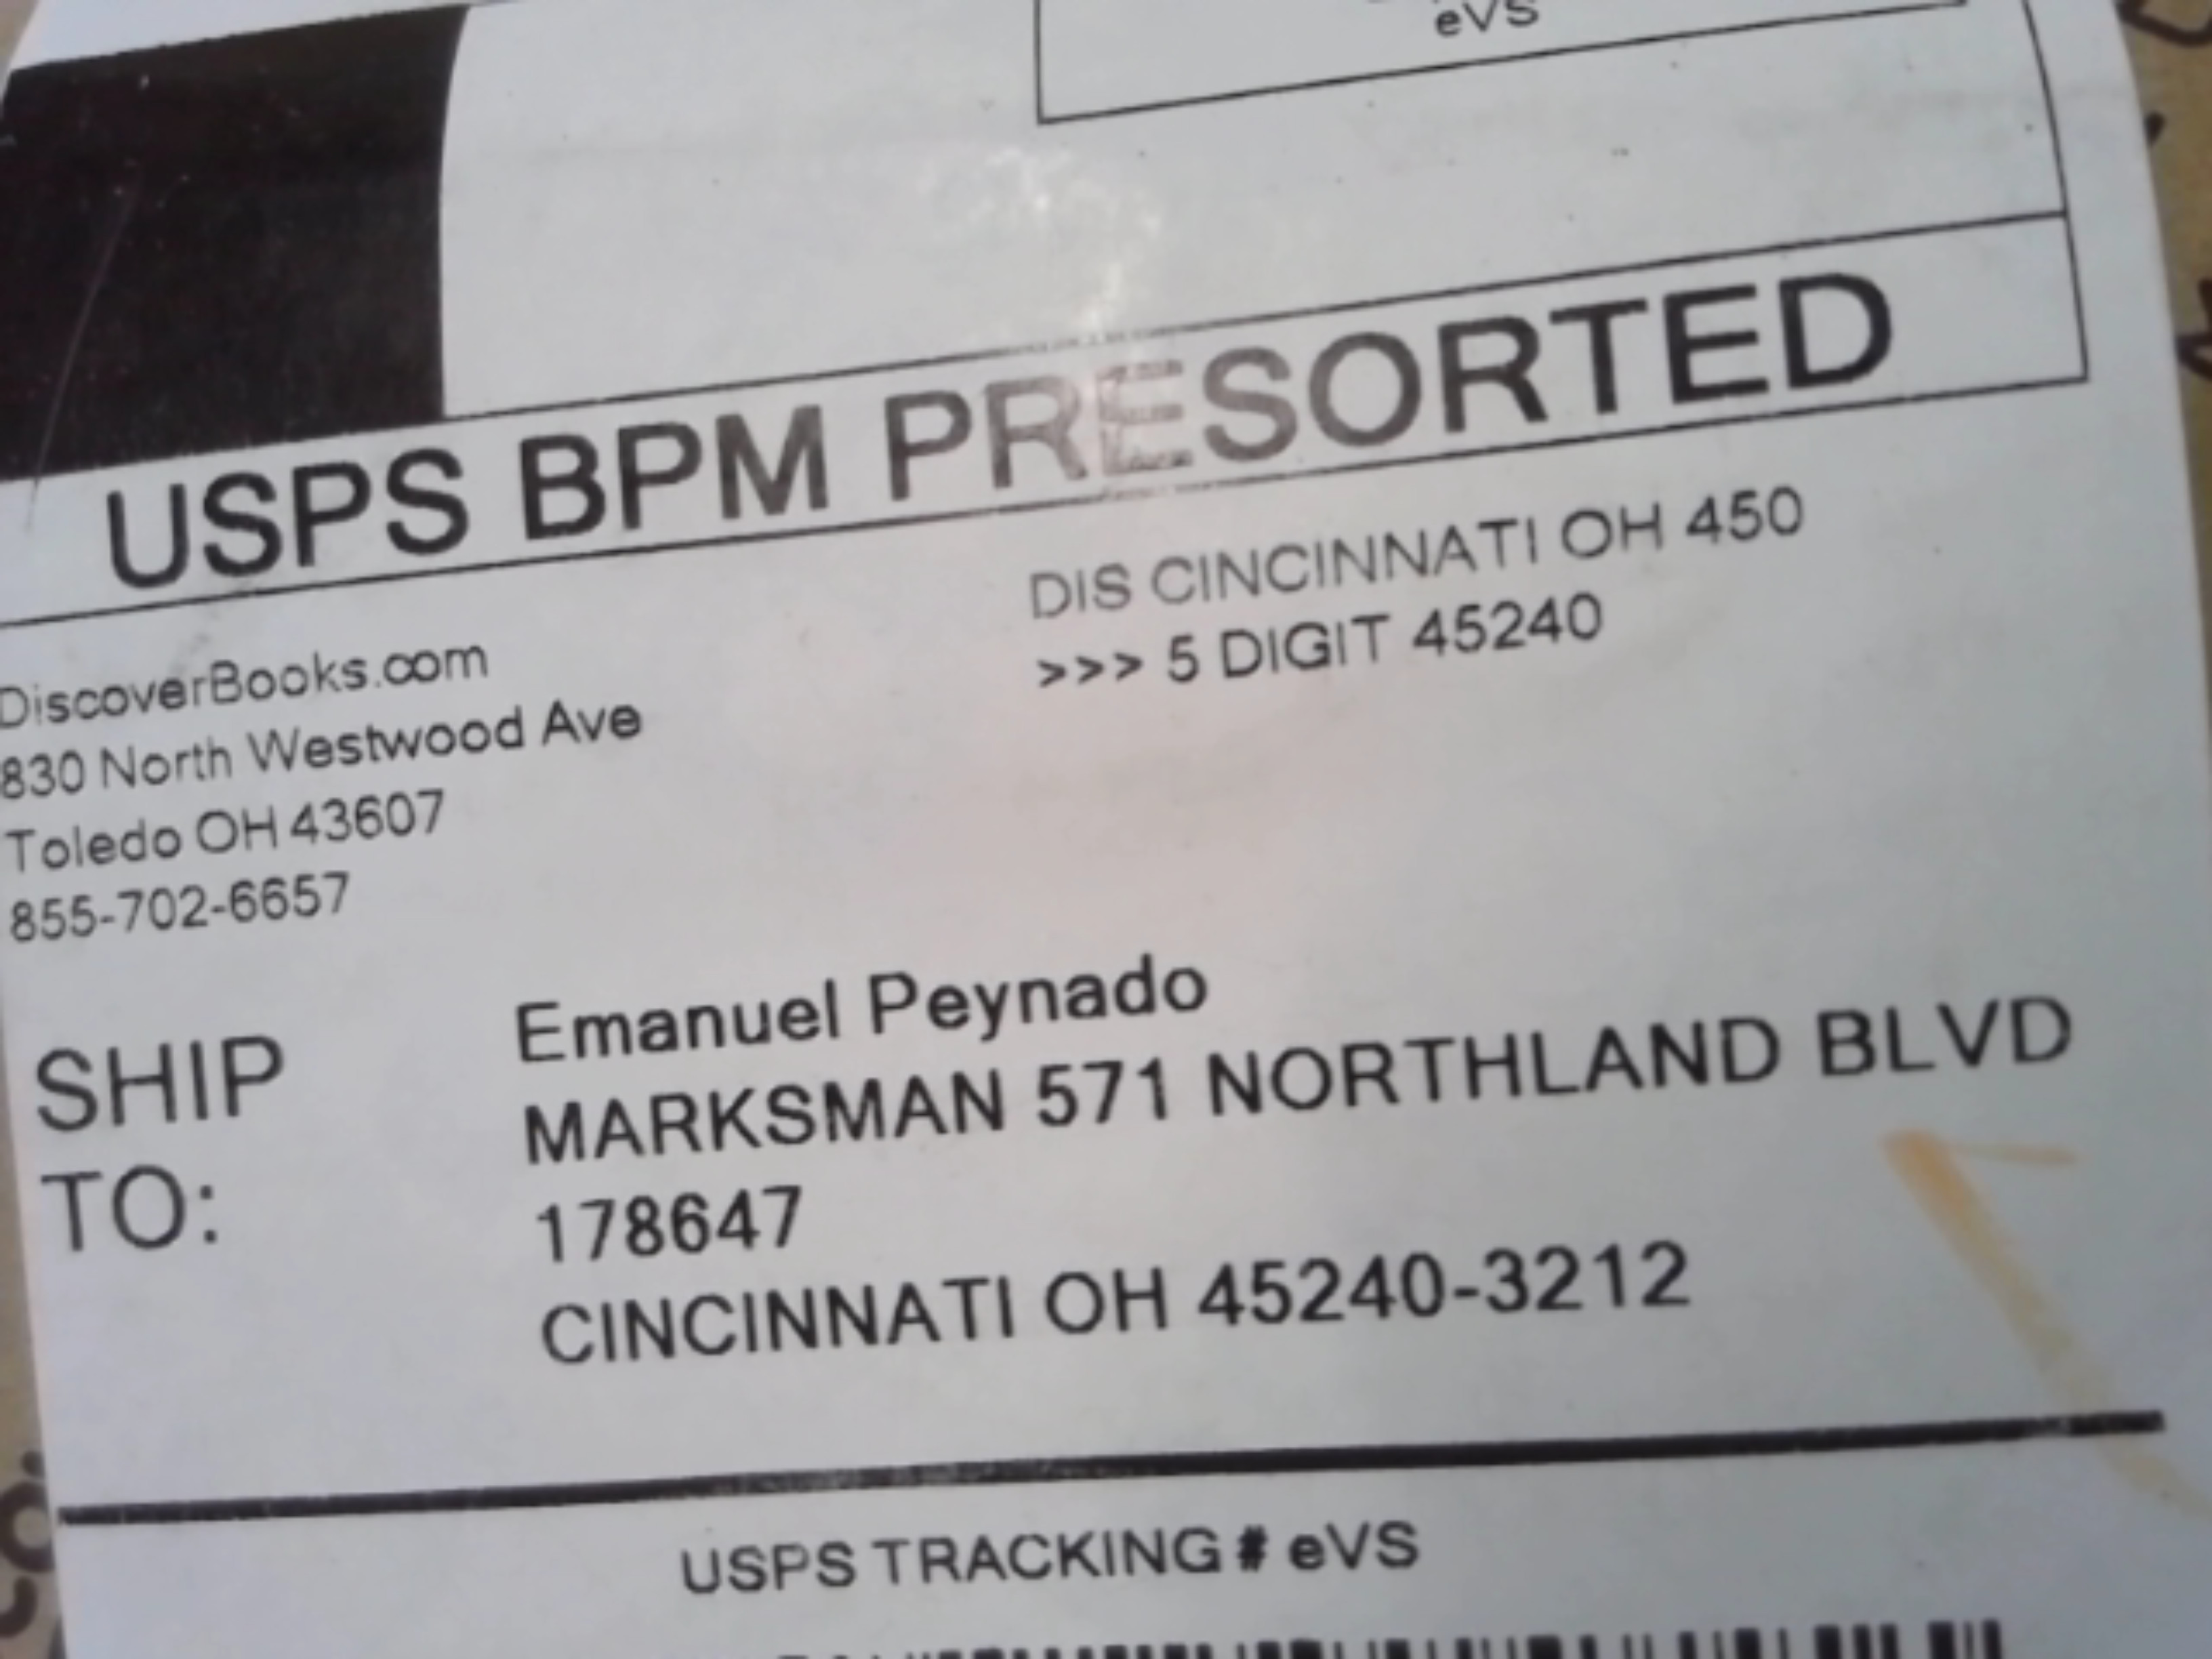 eVS
USPS BPM PRESORTED
DIS CINCINNATI OH 450
>>> 5 DIGIT 45240
DiscoverBooks.com
830 North Westwood Ave
Toledo OH 43607
855-702-6657
SHIP
TO:
Emanuel Peynado
MARKSMAN 571 NORTHLAND BLVD
178647
CINCINNATI OH 45240-3212
USPS TRACKING # eVS